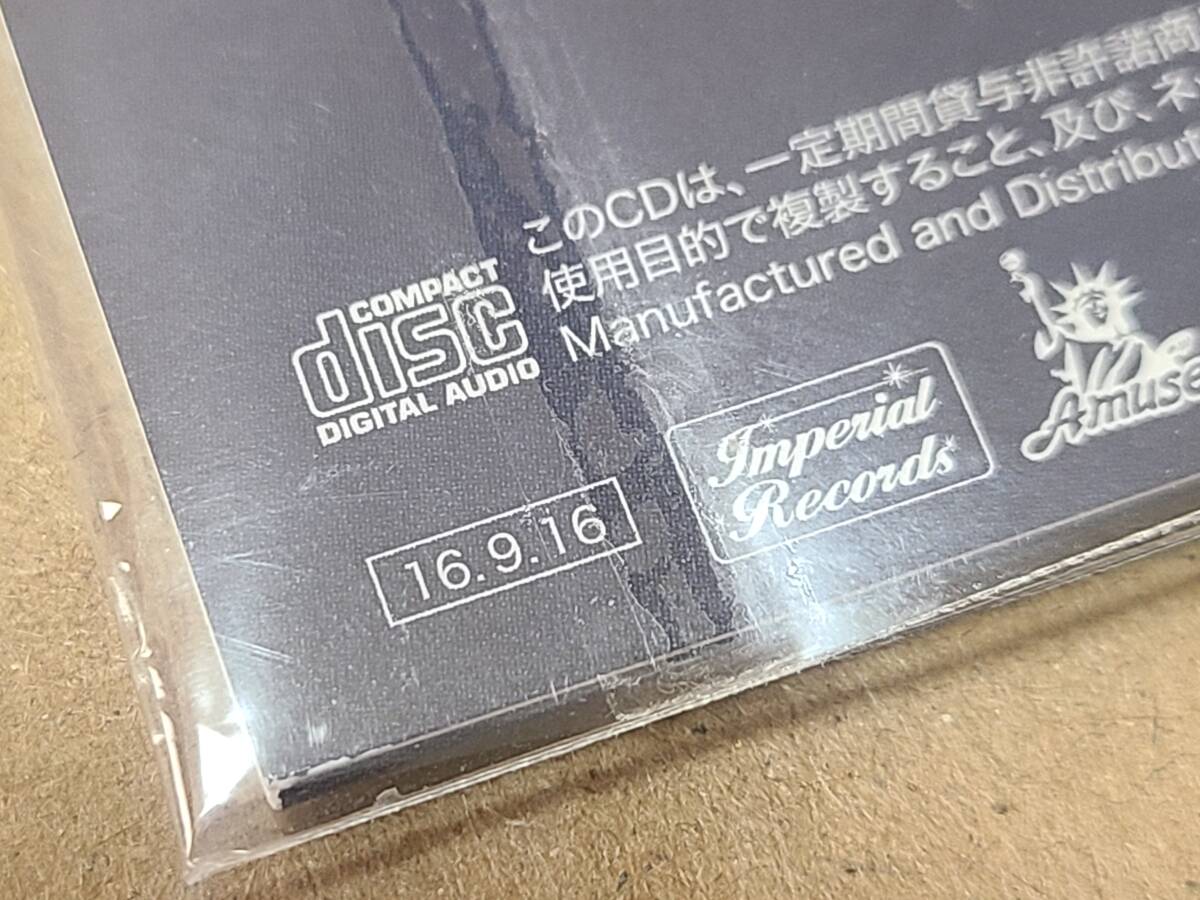 このCDは、一定期間貸与非許諾商
使用目的で複製すること、及び、ネ
Manufactured and Distribut
COMPACT
disc
DIGITAL AUDIO
16.9.16
Imperial
Records
Amuse